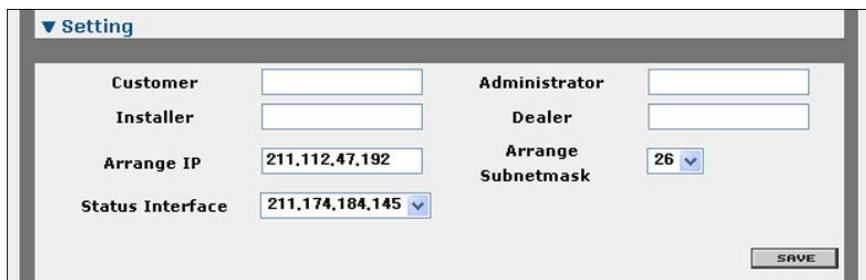 ▼ Setting
Customer Administrator
Installer Dealer
Arrange IP 211.112.47.192 Arrange Subnetmask 26
Status Interface 211.174.184.145
SAVE